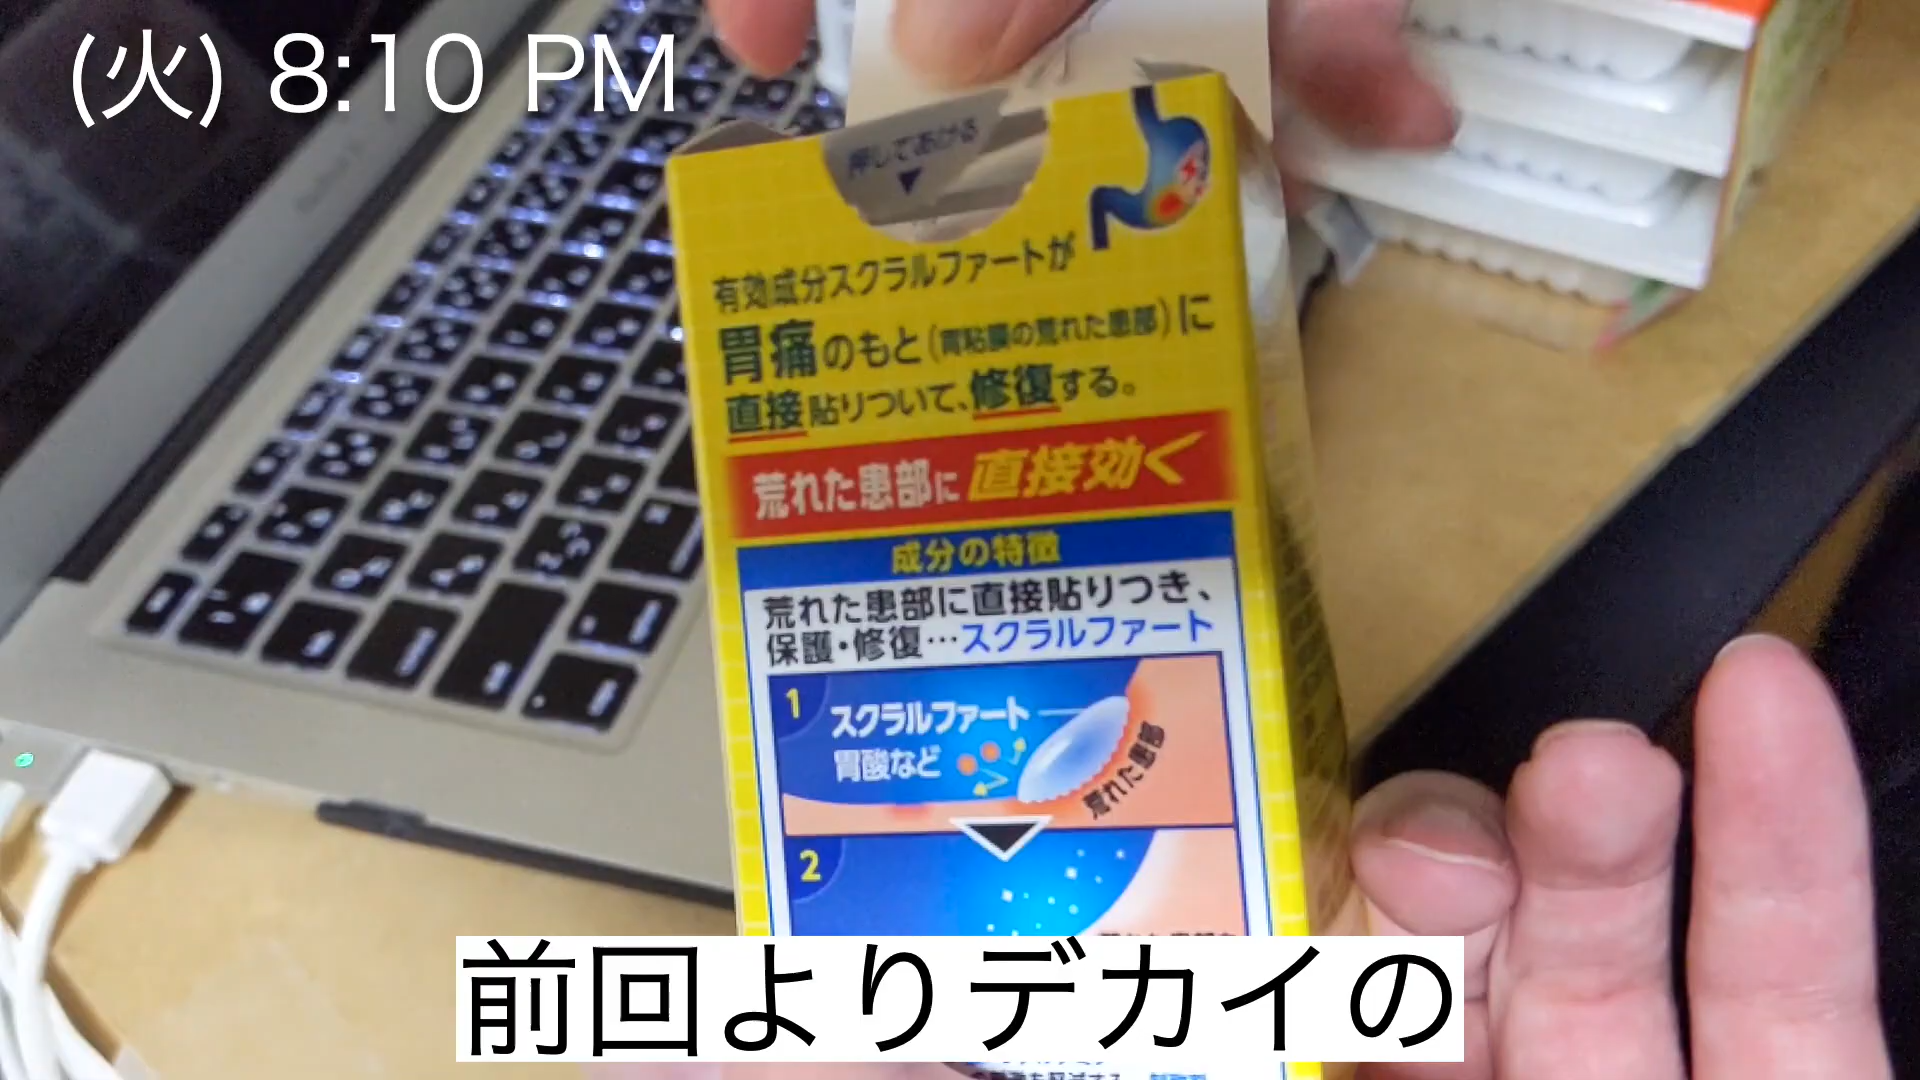 (火) 8:10 PM
押してあける
有効成分スクラルファートが
胃痛のもと(胃粘膜の荒れた患部)に
直接貼りついて、修復する。
荒れた患部に直接効く
成分の特徴
荒れた患部に直接貼りつき、
保護・修復…スクラルファート
1
スクラルファート
胃酸など
荒れた患部
2
前回よりデカイの